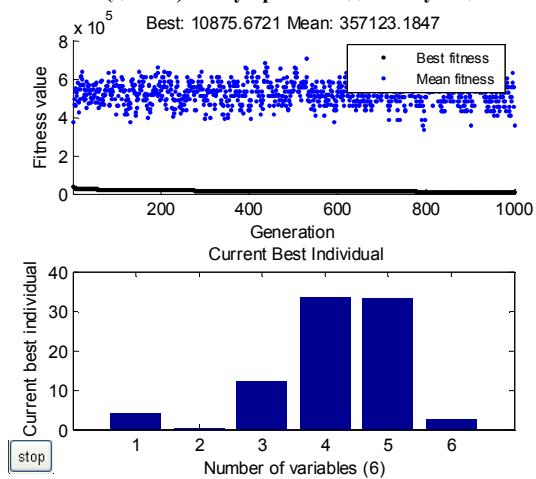 Best: 10875.6721 Mean: 357123.1847
x 10^5
8
6
4
2
0
Fitness value
Best fitness
Mean fitness
200 400 600 800 1000
Generation
Current Best Individual
40
30
20
10
0
Current best individual
1 2 3 4 5 6
Number of variables (6)
stop